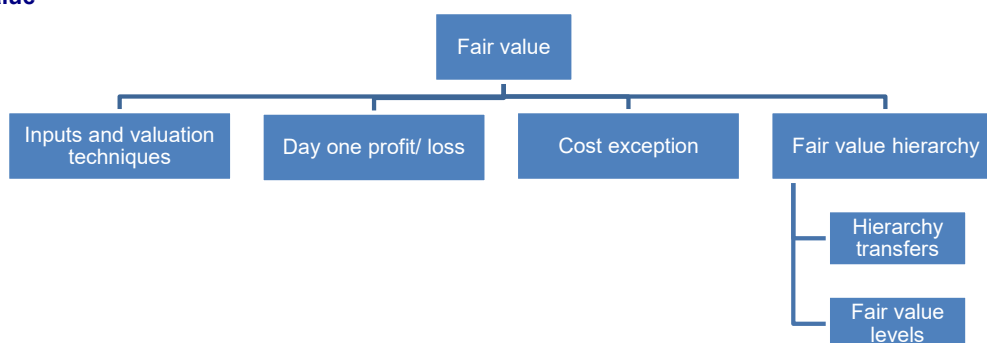 Fair value
Inputs and valuation
techniques
Day one profit/ loss
Cost exception
Fair value hierarchy
Hierarchy
transfers
Fair value
levels